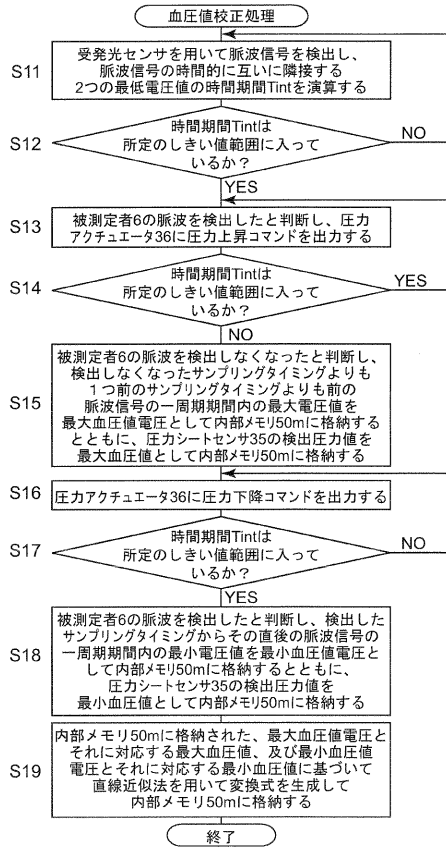 血圧値校正処理
S11
受発光センサを用いて脈波信号を検出し、
脈波信号の時間的に互いに隣接する
2つの最低電圧値の時間期間Tintを演算する
S12
時間期間Tintは
所定のしきい値範囲に入って
いるか?
NO
YES
S13
被測定者6の脈波を検出したと判断し、圧力
アクチュエータ36に圧力上昇コマンドを出力する
S14
時間期間Tintは
所定のしきい値範囲に入って
いるか?
YES
NO
S15
被測定者6の脈波を検出しなくなったと判断し、
検出しなくなったサンプリングタイミングよりも
1つ前のサンプリングタイミングよりも前の
脈波信号の一周期期間内の最大電圧値を
最大血圧値電圧として内部メモリ50mに格納する
とともに、圧力シートセンサ35の検出圧力値を
最大血圧値として内部メモリ50mに格納する
S16
圧力アクチュエータ36に圧力下降コマンドを出力する
S17
時間期間Tintは
所定のしきい値範囲に入って
いるか?
NO
YES
S18
被測定者6の脈波を検出したと判断し、検出した
サンプリングタイミングからその直後の脈波信号の
一周期期間内の最小電圧値を最小血圧値電圧と
して内部メモリ50mに格納するとともに、
圧力シートセンサ35の検出圧力値を
最小血圧値として内部メモリ50mに格納する
S19
内部メモリ50mに格納された、最大血圧値電圧と
それに対応する最大血圧値、及び最小血圧値
電圧とそれに対応する最小血圧値に基づいて
直線近似法を用いて変換式を生成して
内部メモリ50mに格納する
終了